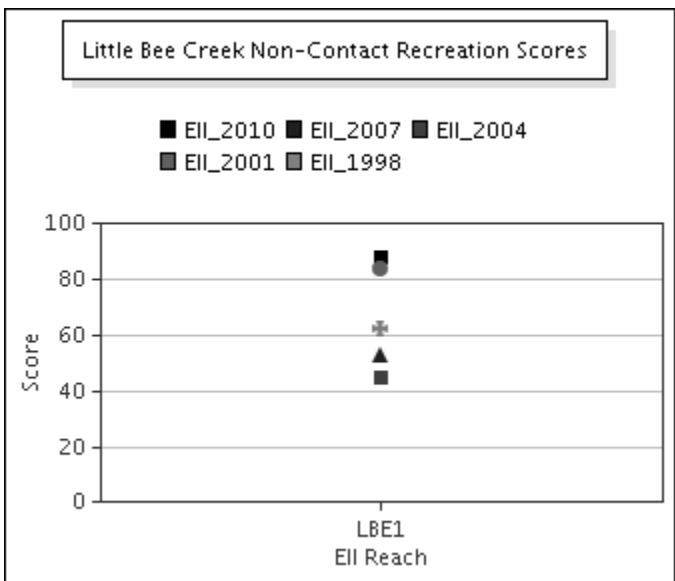 Little Bee Creek Non-Contact Recreation Scores
EII_2010 EII_2007 EII_2004
EII_2001 EII_1998
100
80
60
40
20
0
Score
LBE1
EII Reach